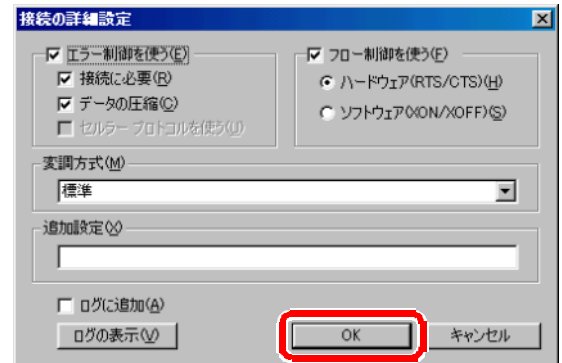 接続の詳細設定
エラー制御を使う(E)
接続に必要(R)
データの圧縮(C)
セルラー プロトコルを使う(U)
フロー制御を使う(F)
ハードウェア(RTS/CTS)(H)
ソフトウェア(XON/XOFF)(S)
変調方式(M)
標準
追加設定(X)
ログに追加(A)
ログの表示(V)
OK
キャンセル